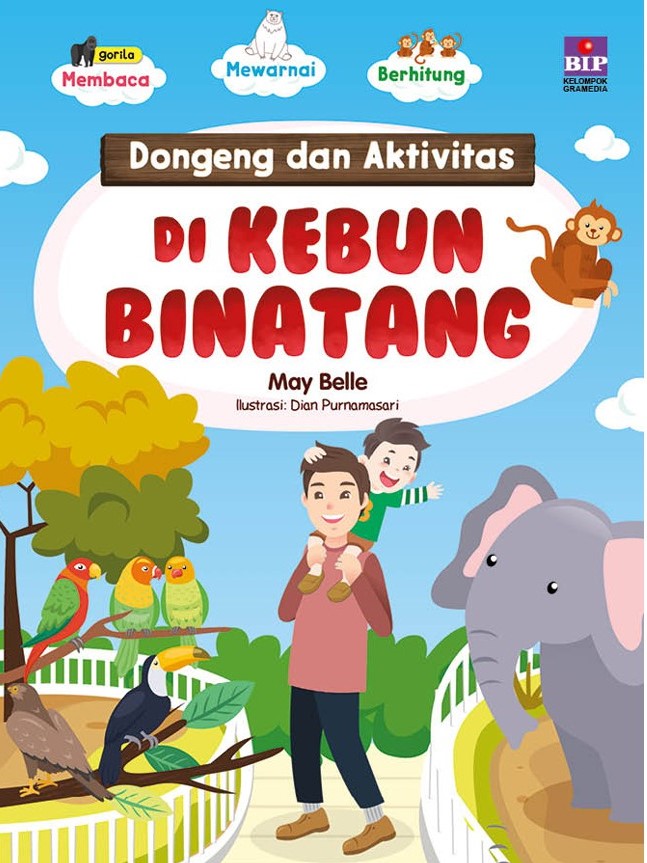 gorila
Membaca
Mewarnai
Berhitung
BIP
KELOMPOK
GRAMEDIA
Dongeng dan Aktivitas
DI KEBUN
BINATANG
May Belle
Ilustrasi: Dian Purnamasari